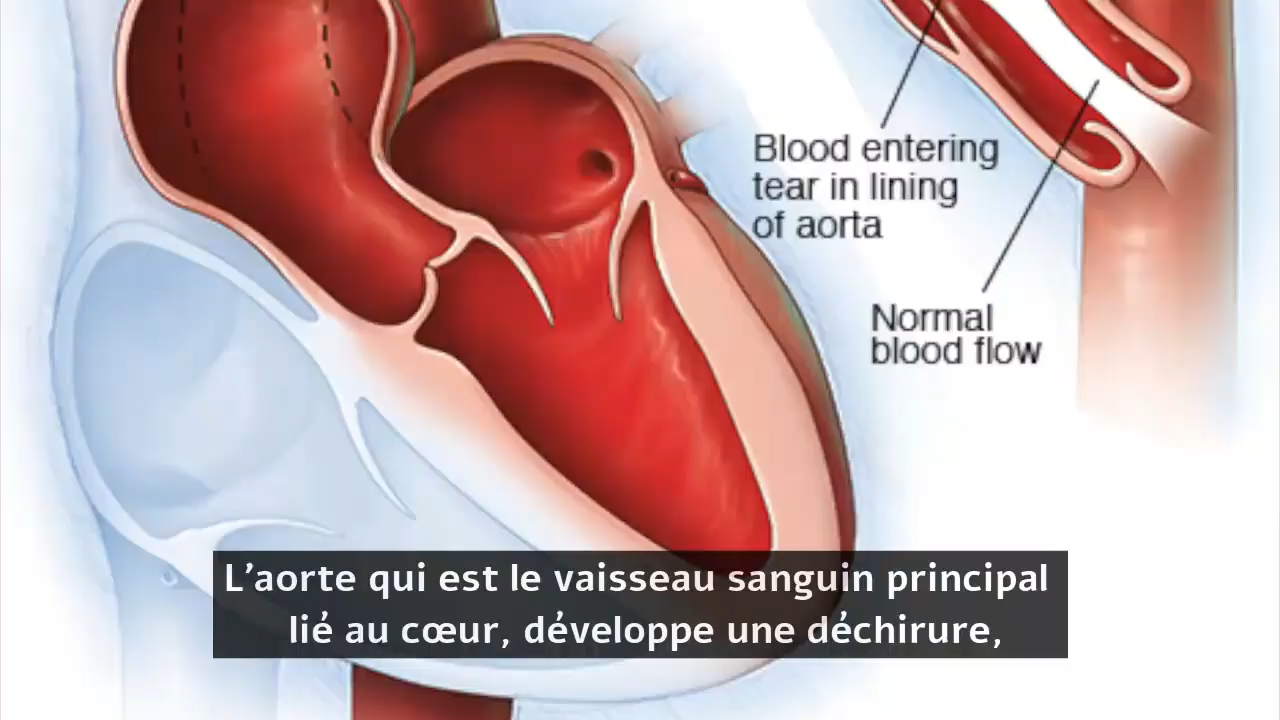 Blood entering
tear in lining
of aorta
Normal
blood flow
L'aorte qui est le vaisseau sanguin principal
lié au cœur, développe une déchirure,